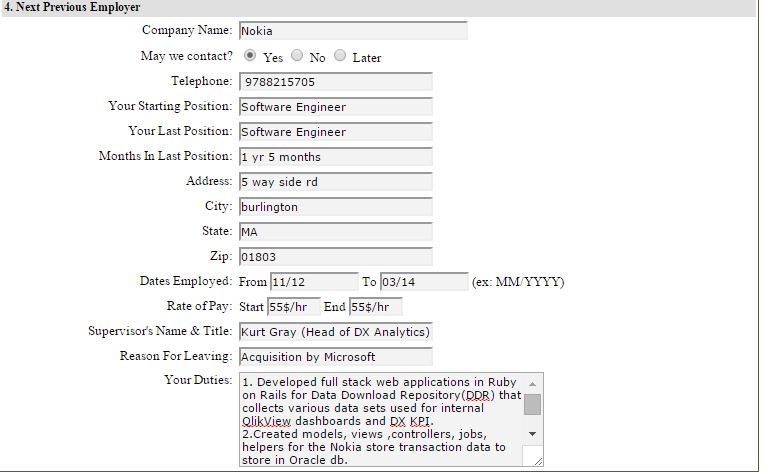 4. Next Previous Employer
Company Name: Nokia
May we contact? Yes No Later
Telephone: 9788215705
Your Starting Position: Software Engineer
Your Last Position: Software Engineer
Months In Last Position: 1 yr 5 months
Address: 5 way side rd
City: burlington
State: MA
Zip: 01803
Dates Employed: From 11/12 To 03/14 (ex: MM/YYYY)
Rate of Pay: Start 55$/hr End 55$/hr
Supervisor's Name & Title: Kurt Gray (Head of DX Analytics)
Reason For Leaving: Acquisition by Microsoft
Your Duties: 1. Developed full stack web applications in Ruby
on Rails for Data Download Repository(DDR) that
collects various data sets used for internal
QlikView dashboards and DX KPI.
2.Created models, views ,controllers, jobs,
helpers for the Nokia store transaction data to
store in Oracle db.